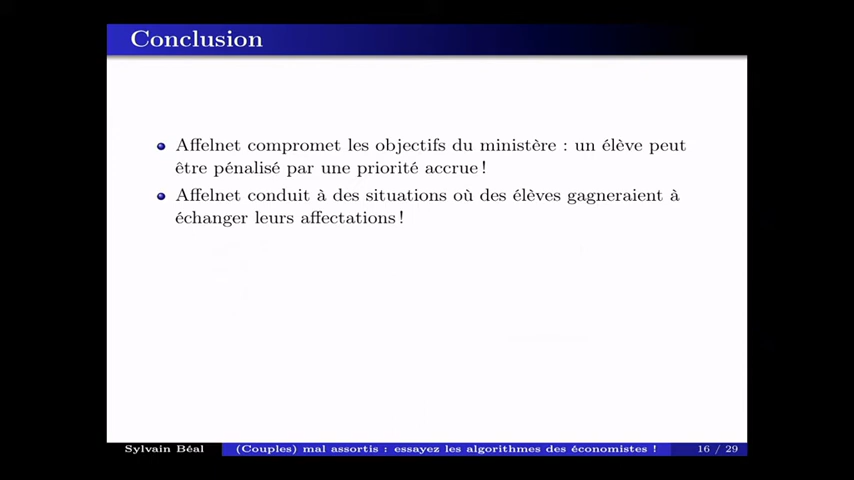 Conclusion
Affelnet compromet les objectifs du ministère : un élève peut
être pénalisé par une priorité accrue !
Affelnet conduit à des situations où des élèves gagneraient à
échanger leurs affectations !
Sylvain Béal (Couples) mal assortis : essayez les algorithmes des économistes ! 16 / 29